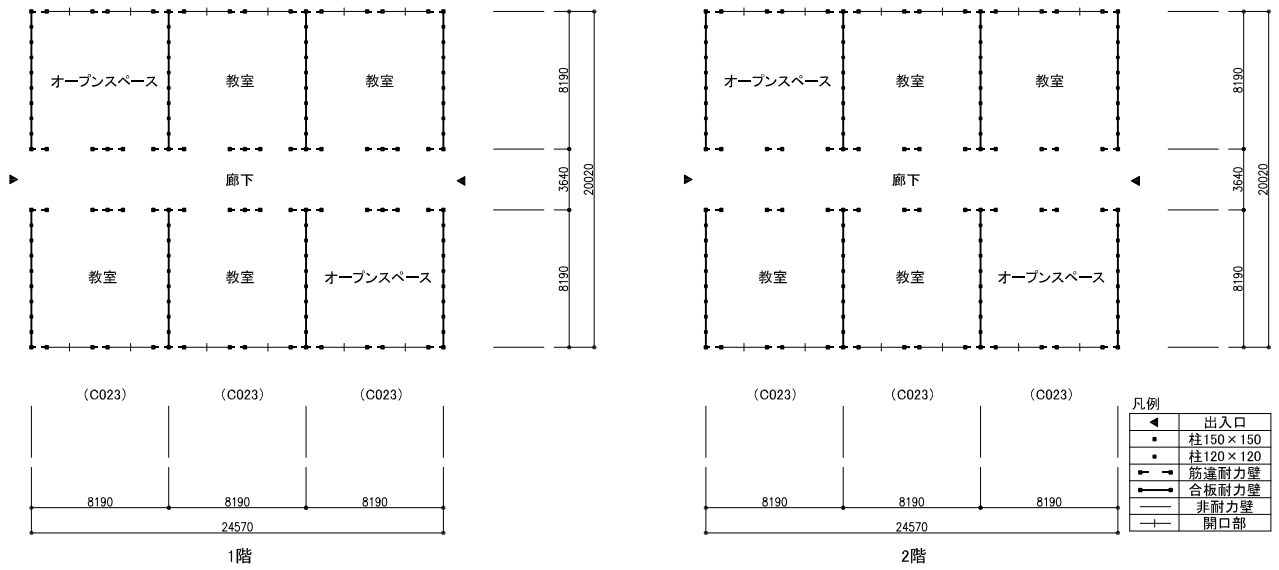 オープンスペース
教室
教室
廊下
教室
教室
オープンスペース
8190
3640
8190
20020
(C023)
(C023)
(C023)
8190
8190
8190
24570
1階
オープンスペース
教室
教室
廊下
教室
教室
オープンスペース
8190
3640
8190
20020
(C023)
(C023)
(C023)
8190
8190
8190
24570
2階
凡例
出入口
柱150×150
柱120×120
筋違耐力壁
合板耐力壁
非耐力壁
開口部